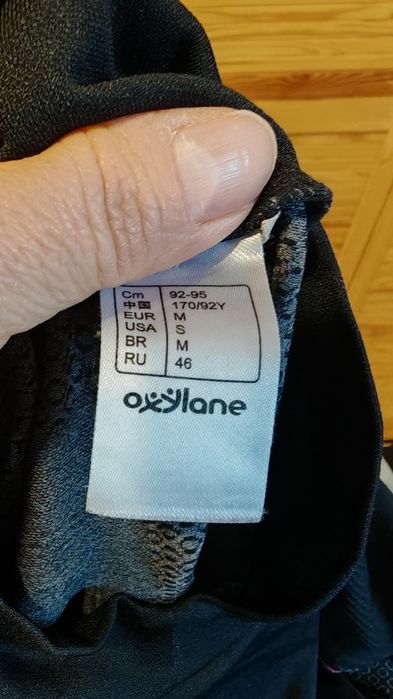 Cm 92-95
中国 170/92Y
EUR M
USA S
BR M
RU 46
oxylane